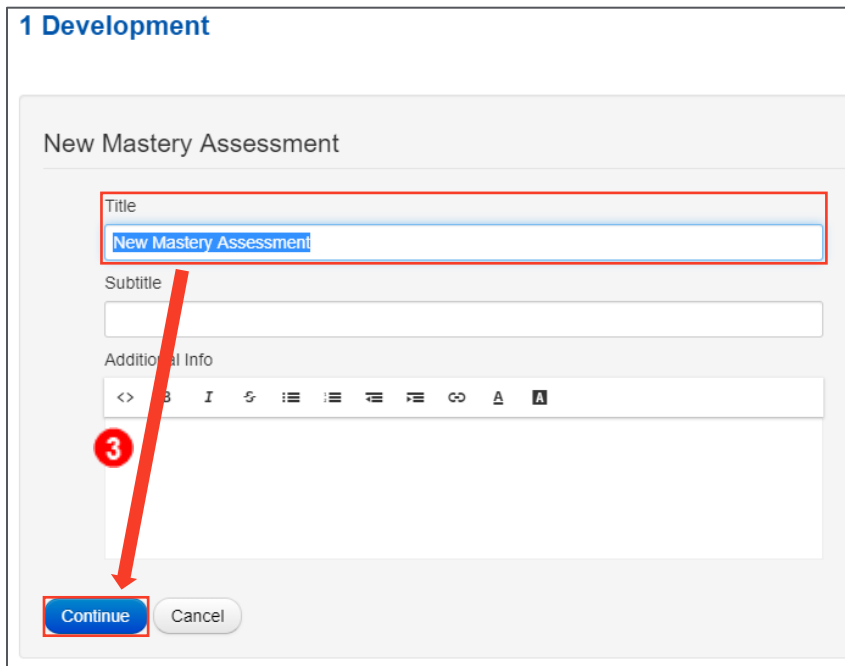 1 Development
New Mastery Assessment
Title
New Mastery Assessment
Subtitle
Additional Info
<> B I S A A
3
Continue Cancel